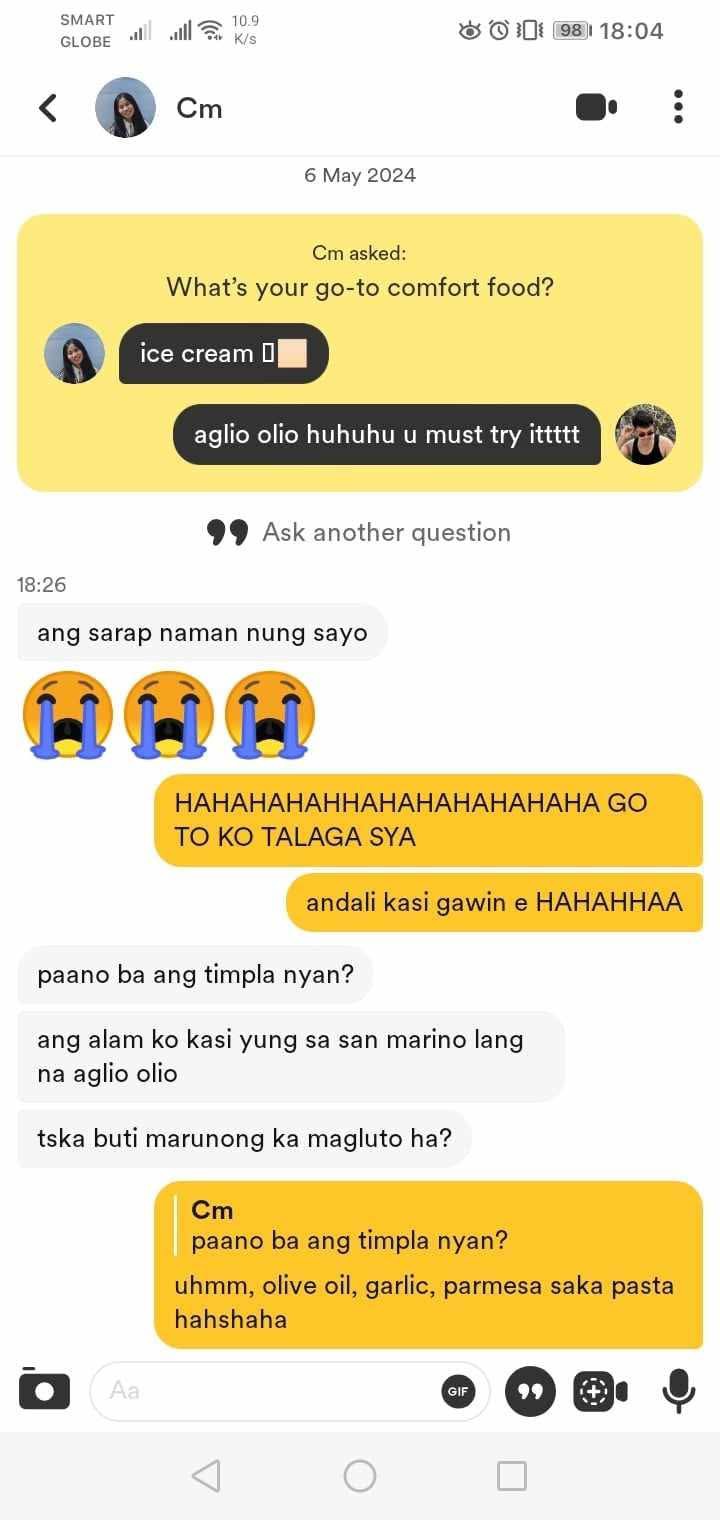 SMART
GLOBE
10.9
K/s
98
18:04
Cm
6 May 2024
Cm asked:
What's your go-to comfort food?
ice cream
aglio olio huhuhu u must try ittttt
Ask another question
18:26
ang sarap naman nung sayo
HAHAHAHAHHAHAHAHAHAHAHA GO
TO KO TALAGA SYA
andali kasi gawin e HAHAHHAA
paano ba ang timpla nyan?
ang alam ko kasi yung sa san marino lang
na aglio olio
tska buti marunong ka magluto ha?
Cm
paano ba ang timpla nyan?
uhmm, olive oil, garlic, parmesa saka pasta
hahshaha
Aa
GIF